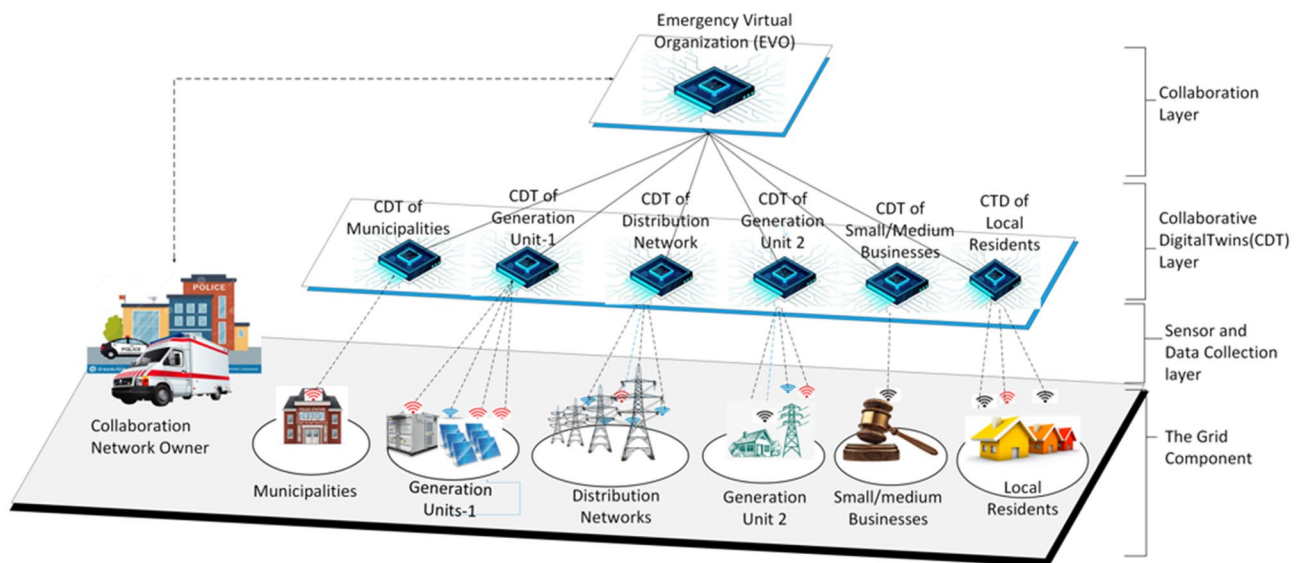 Emergency Virtual
Organization (EVO)
Collaboration
Layer
CDT of
Municipalities
CDT of
Generation
Unit-1
CDT of
Distribution
Network
CDT of
Generation
Unit 2
CDT of
Small/Medium
Businesses
CTD of
Local
Residents
Collaborative
DigitalTwins(CDT)
Layer
POLICE
POLICE
Sensor and
Data Collection
layer
Collaboration
Network Owner
Municipalities
Generation
Units-1
Distribution
Networks
Generation
Unit 2
Small/medium
Businesses
Local
Residents
The Grid
Component